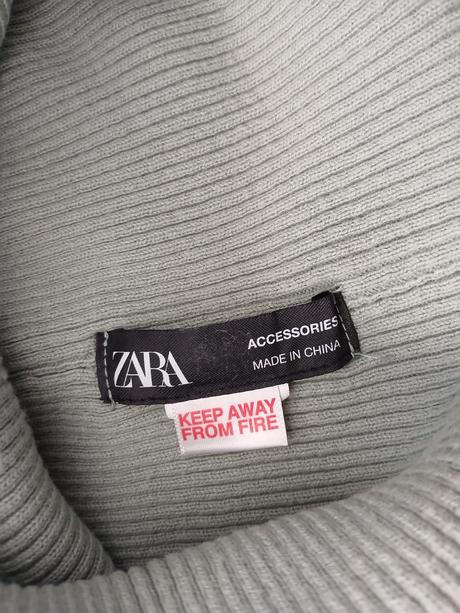 ZARA
ACCESSORIES
MADE IN CHINA
KEEP AWAY
FROM FIRE